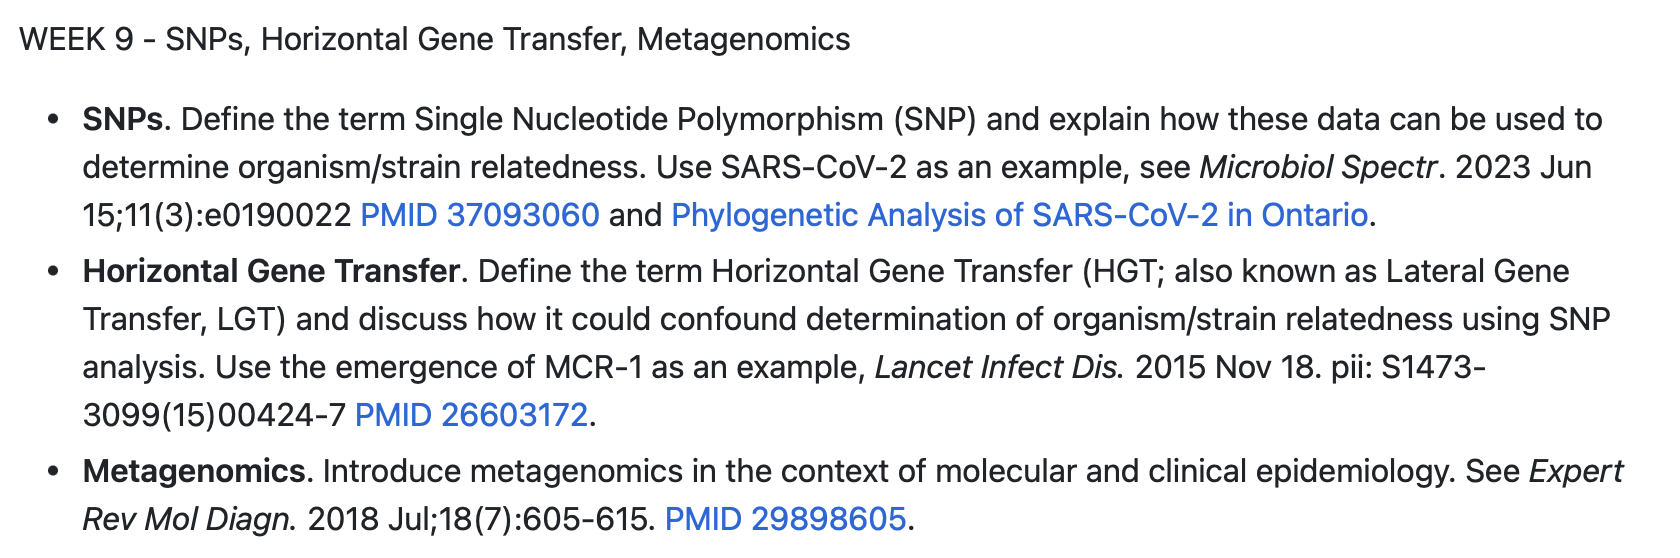 WEEK 9 - SNPs, Horizontal Gene Transfer, Metagenomics
• SNPs. Define the term Single Nucleotide Polymorphism (SNP) and explain how these data can be used to
determine organism/strain relatedness. Use SARS-CoV-2 as an example, see Microbiol Spectr. 2023 Jun
15;11(3):e0190022 PMID 37093060 and Phylogenetic Analysis of SARS-CoV-2 in Ontario.
• Horizontal Gene Transfer. Define the term Horizontal Gene Transfer (HGT; also known as Lateral Gene
Transfer, LGT) and discuss how it could confound determination of organism/strain relatedness using SNP
analysis. Use the emergence of MCR-1 as an example, Lancet Infect Dis. 2015 Nov 18. pii: S1473-
3099(15)00424-7 PMID 26603172.
• Metagenomics. Introduce metagenomics in the context of molecular and clinical epidemiology. See Expert
Rev Mol Diagn. 2018 Jul;18(7):605-615. PMID 29898605.